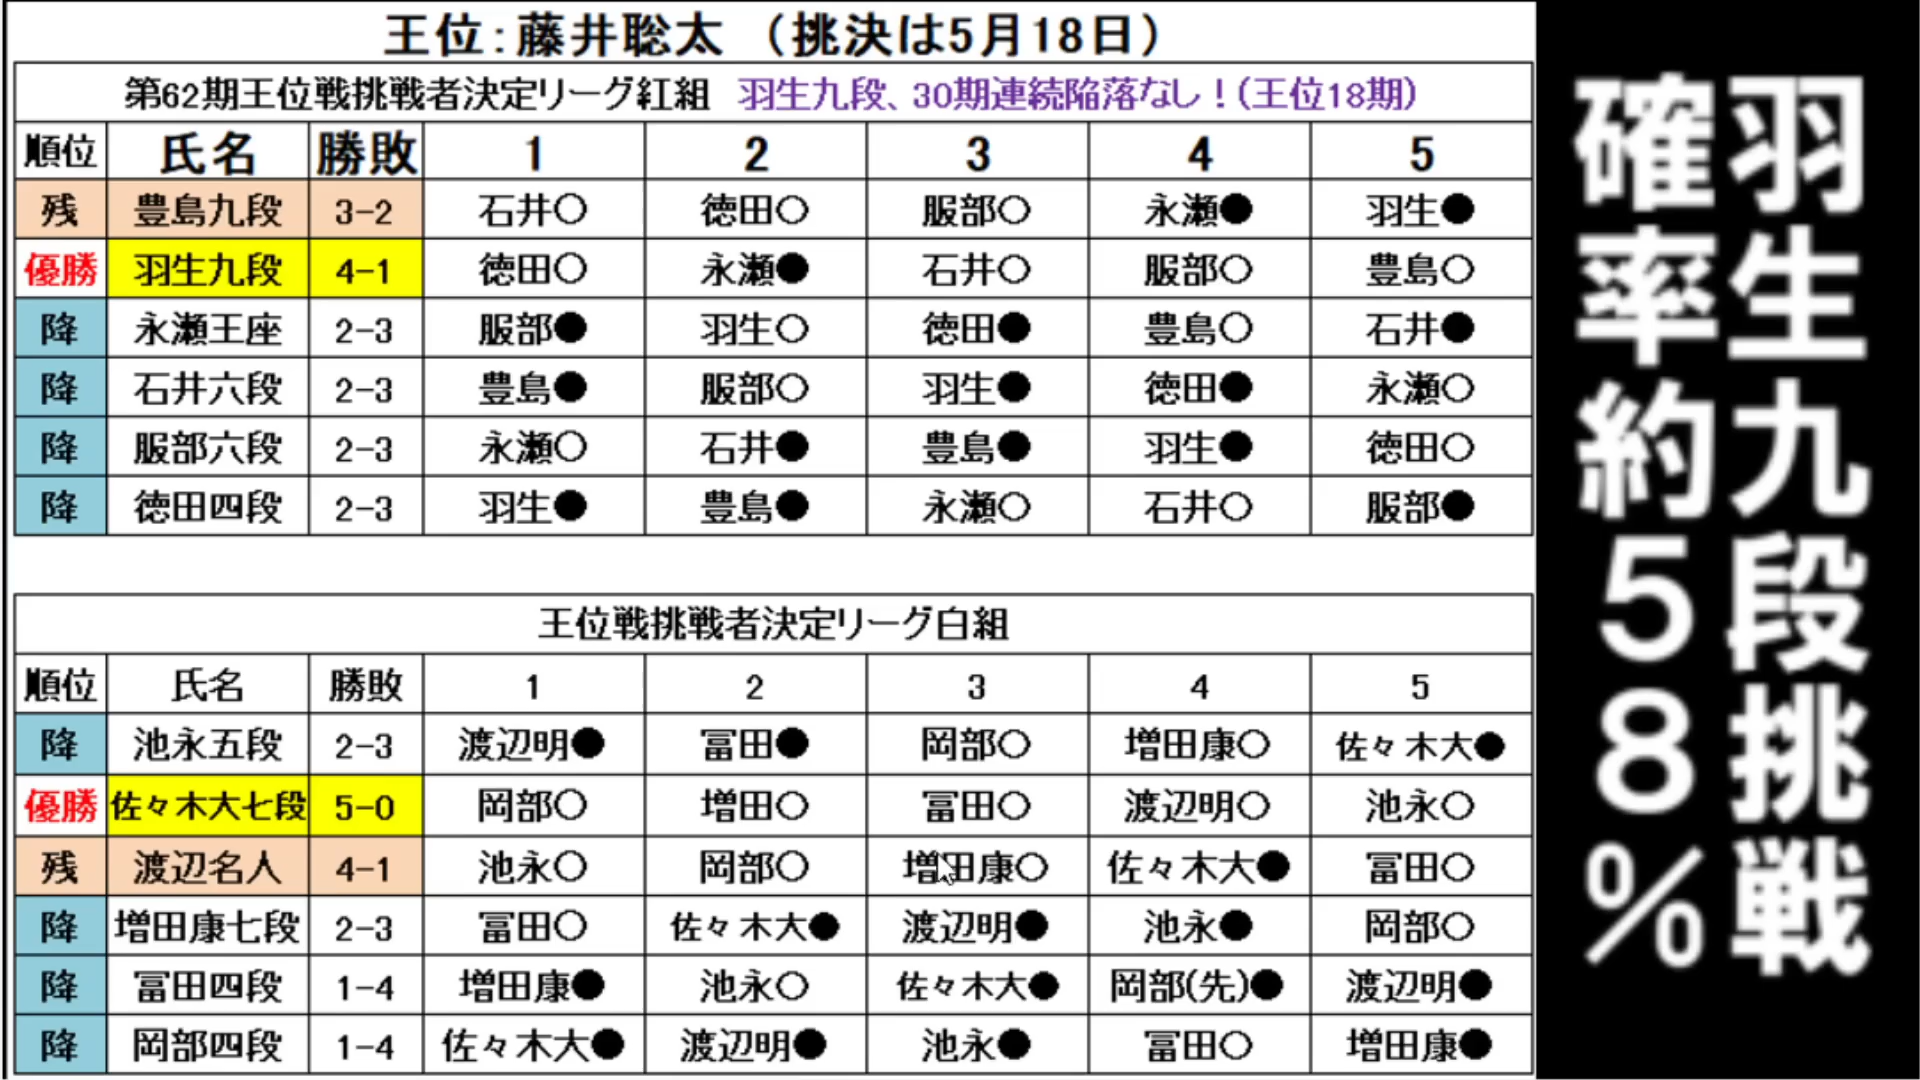 王位:藤井聡太 (挑決は5月18日)
第62期王位戦挑戦者決定リーグ紅組 羽生九段、30期連続陥落なし!(王位18期)
順位 氏名 勝敗 1 2 3 4 5
残 豊島九段 3-2 石井○ 徳田○ 服部○ 永瀬● 羽生●
優勝 羽生九段 4-1 徳田○ 永瀬● 石井○ 服部○ 豊島○
降 永瀬王座 2-3 服部● 羽生○ 徳田● 豊島○ 石井●
降 石井六段 2-3 豊島● 服部○ 羽生● 徳田● 永瀬○
降 服部六段 2-3 永瀬○ 石井● 豊島● 羽生● 徳田○
降 徳田四段 2-3 羽生● 豊島● 永瀬○ 石井○ 服部●
王位戦挑戦者決定リーグ白組
順位 氏名 勝敗 1 2 3 4 5
降 池永五段 2-3 渡辺明● 冨田● 岡部○ 増田康○ 佐々木大●
優勝 佐々木大七段 5-0 岡部○ 増田○ 冨田○ 渡辺明○ 池永○
残 渡辺名人 4-1 池永○ 岡部○ 増田康○ 佐々木大● 冨田○
降 増田康七段 2-3 冨田○ 佐々木大● 渡辺明● 池永● 岡部○
降 冨田四段 1-4 増田康● 池永○ 佐々木大● 岡部(先)● 渡辺明●
降 岡部四段 1-4 佐々木大● 渡辺明● 池永● 冨田○ 増田康●
羽生九段挑戦
確率約58%